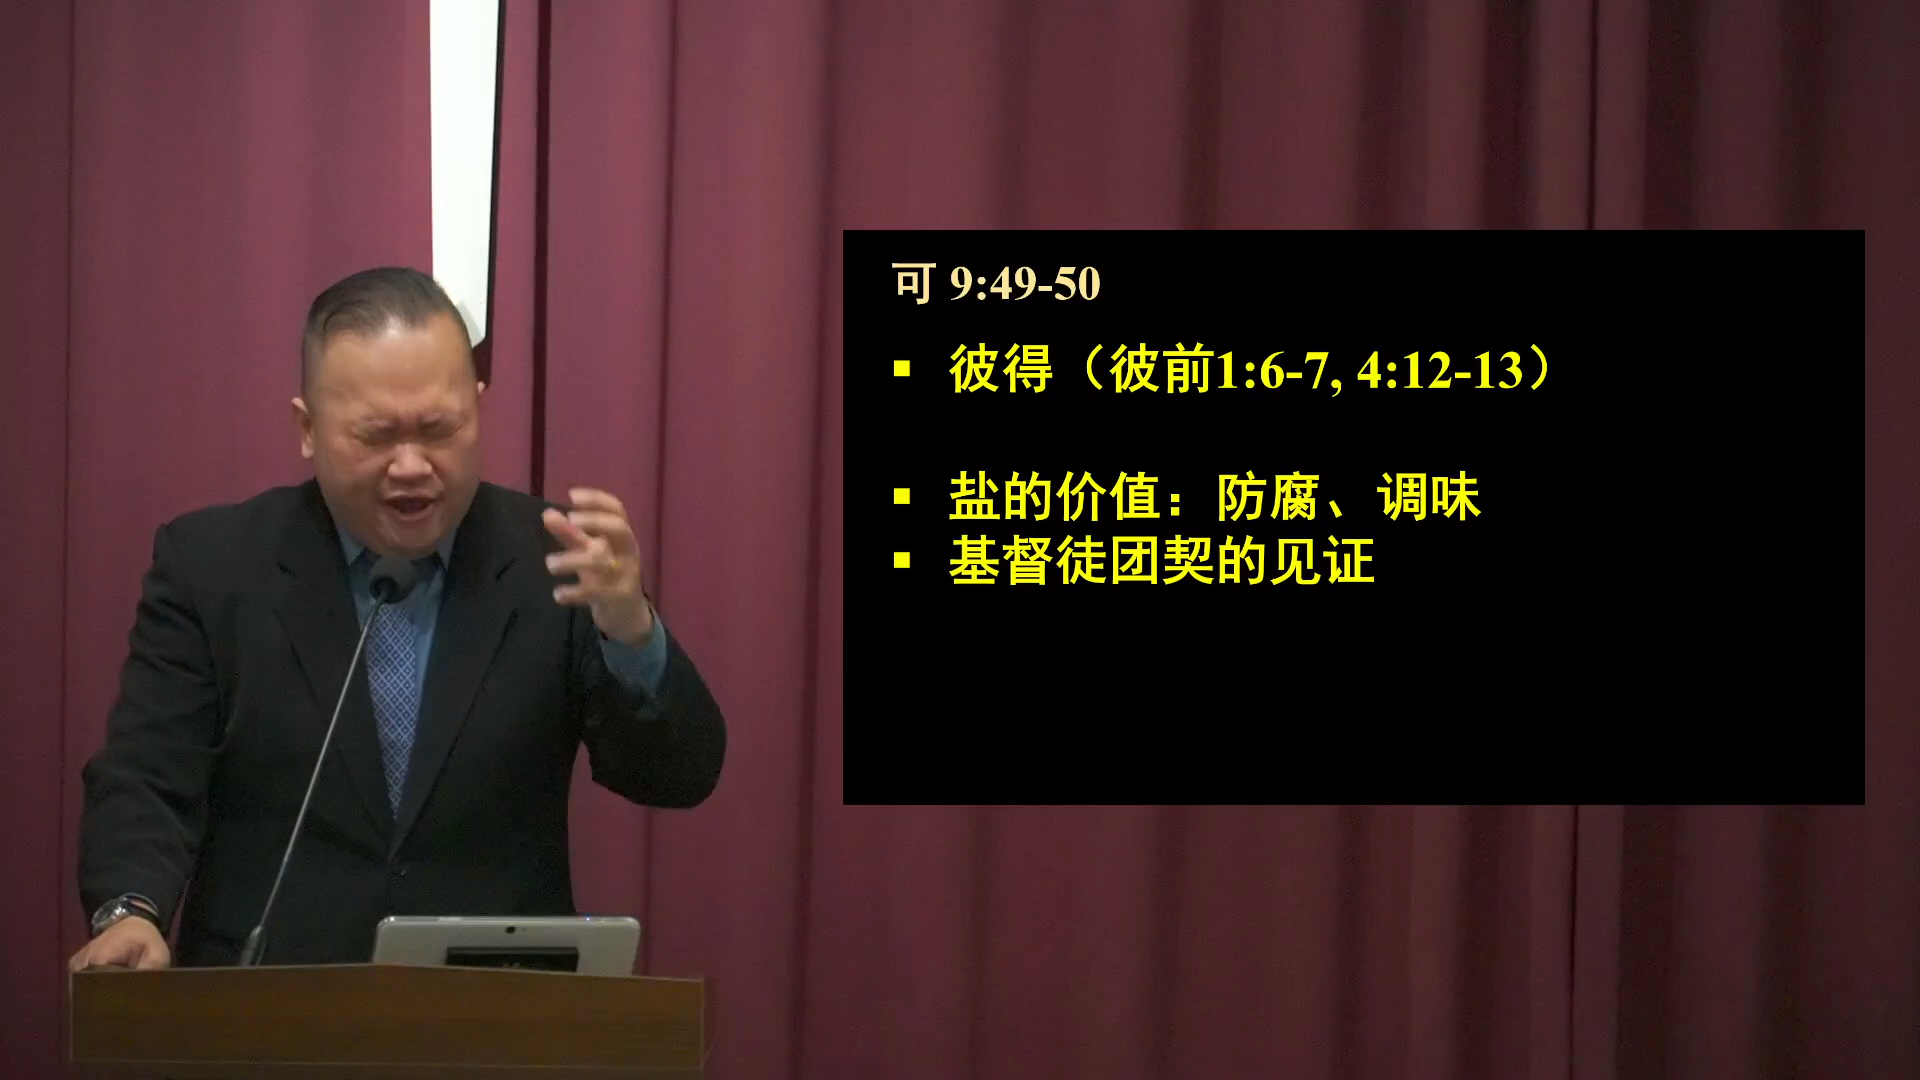 可 9:49-50
▪ 彼得（彼前1:6-7, 4:12-13）
▪ 盐的价值：防腐、调味
▪ 基督徒团契的见证